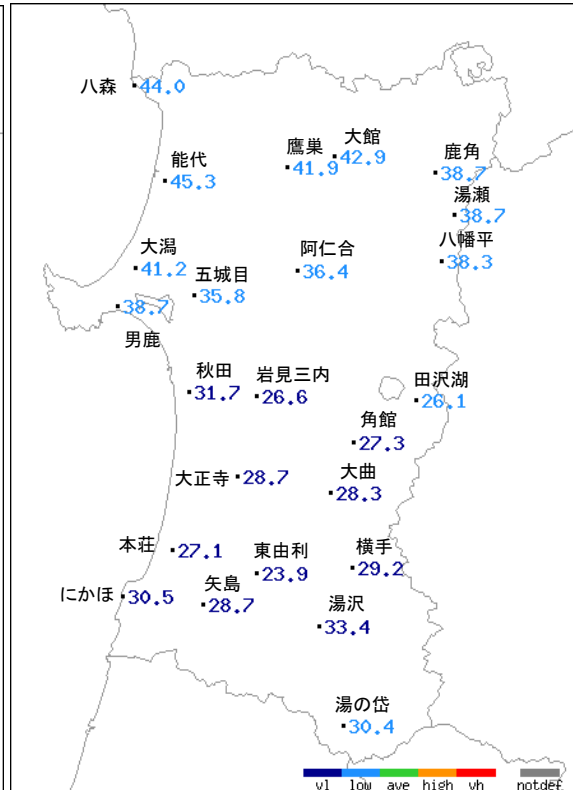 八森
44.0
大館
42.9
鷹巣
41.9
能代
45.3
鹿角
38.7
湯瀬
38.7
八幡平
38.3
大潟
41.2
阿仁合
36.4
五城目
35.8
38.7
男鹿
秋田
31.7
岩見三内
26.6
田沢湖
26.1
角館
27.3
大正寺
28.7
大曲
28.3
本荘
27.1
東由利
23.9
横手
29.2
にかほ
30.5
矢島
28.7
湯沢
33.4
湯の岱
30.4
vl low ave high vh notdef